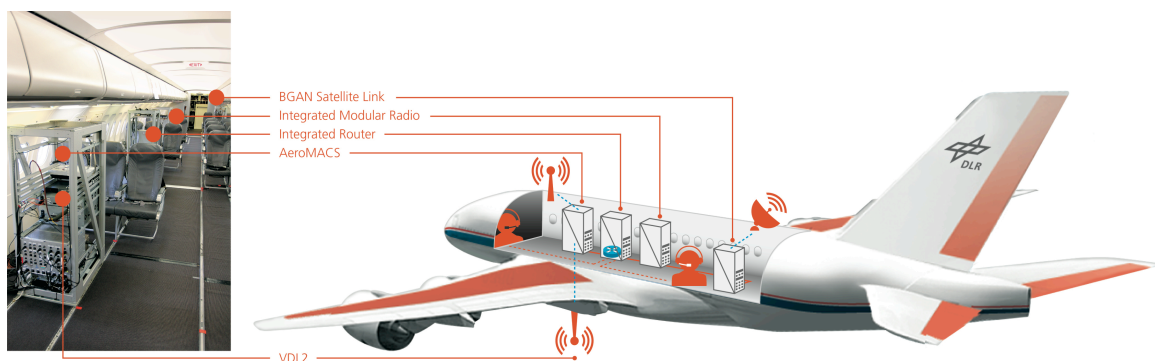 BGAN Satellite Link
Integrated Modular Radio
Integrated Router
AeroMACS
DLR
VDL2